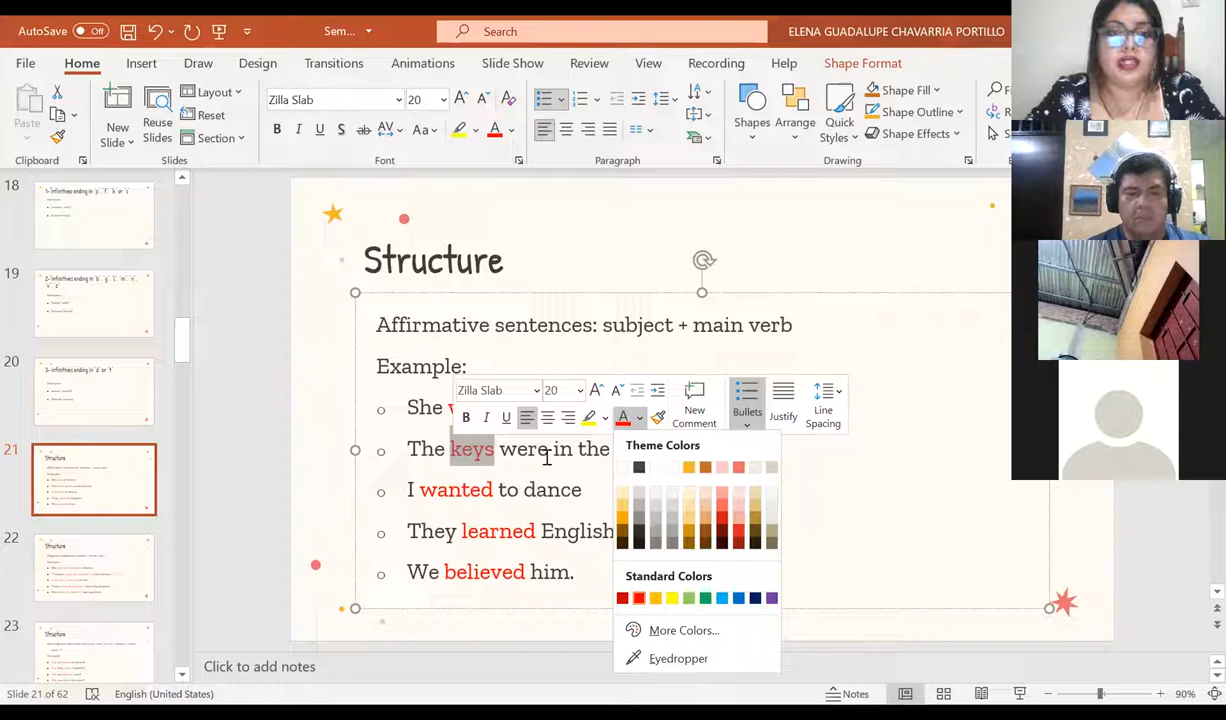 AutoSave Off Sem... Search ELENA GUADALUPE CHAVARRIA PORTILLO
File Home Insert Draw Design Transitions Animations Slide Show Review View Recording Help Shape Format
Paste New Slide Reuse Slides Layout Reset Section
Zilla Slab 20
B I U S ab AV Aa A
Shapes Arrange Quick Styles Shape Fill Shape Outline Shape Effects
Clipboard Slides Font Paragraph Drawing
18
19
20
21
22
23
Structure
Affirmative sentences: subject + main verb
Example:
She
The keys were in the
I wanted to dance
They learned English
We believed him.
Zilla Slab 20
B I U A
New Comment Bullets Justify Line Spacing
Theme Colors
Standard Colors
More Colors...
Eyedropper
Click to add notes
Slide 21 of 62 English (United States) Notes 90%